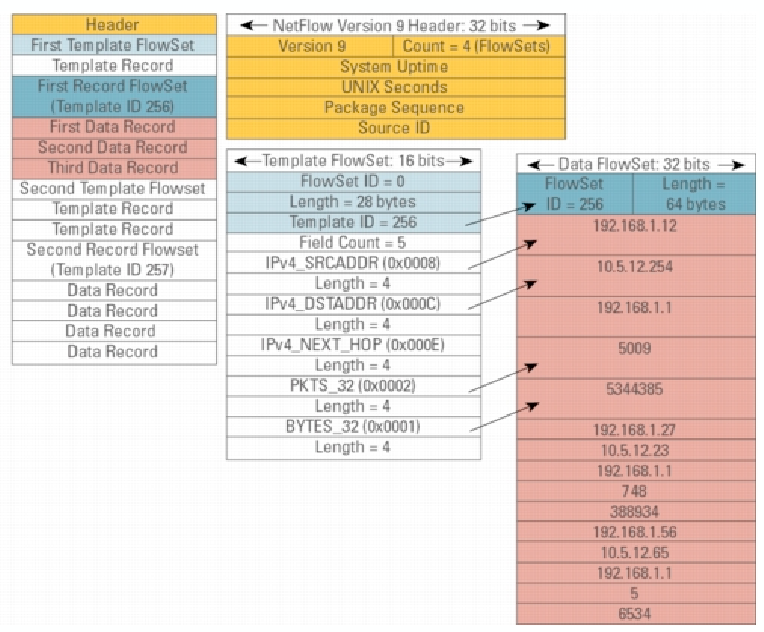 Header
First Template FlowSet
Template Record
First Record FlowSet
(Template ID 256)
First Data Record
Second Data Record
Third Data Record
Second Template Flowset
Template Record
Template Record
Second Record Flowset
(Template ID 257)
Data Record
Data Record
Data Record
Data Record
NetFlow Version 9 Header: 32 bits
Version 9 Count = 4 (FlowSets)
System Uptime
UNIX Seconds
Package Sequence
Source ID
Template FlowSet: 16 bits
FlowSet ID = 0
Length = 28 bytes
Template ID = 256
Field Count = 5
IPv4_SRCADDR (0x0008)
Length = 4
IPv4_DSTADDR (0x000C)
Length = 4
IPv4_NEXT_HOP (0x000E)
Length = 4
PKTS_32 (0x0002)
Length = 4
BYTES_32 (0x0001)
Length = 4
Data FlowSet: 32 bits
FlowSet
ID = 256
Length =
64 bytes
192.168.1.12
10.5.12.254
192.168.1.1
5009
5344385
192.168.1.27
10.5.12.23
192.168.1.1
748
388934
192.168.1.56
10.5.12.65
192.168.1.1
5
6534